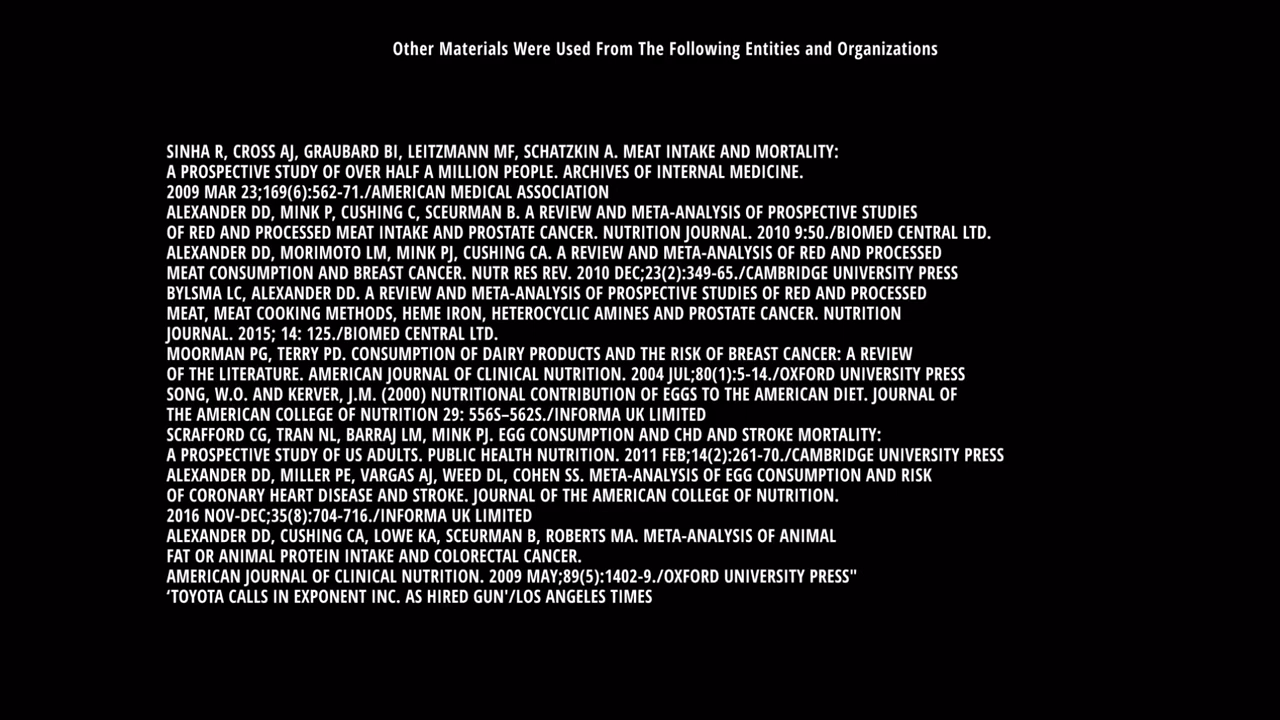 Other Materials Were Used From The Following Entities and Organizations
SINHA R, CROSS AJ, GRAUBARD BI, LEITZMANN MF, SCHATZKIN A. MEAT INTAKE AND MORTALITY:
A PROSPECTIVE STUDY OF OVER HALF A MILLION PEOPLE. ARCHIVES OF INTERNAL MEDICINE.
2009 MAR 23;169(6):562-71./AMERICAN MEDICAL ASSOCIATION
ALEXANDER DD, MINK P, CUSHING C, SCEURMAN B. A REVIEW AND META-ANALYSIS OF PROSPECTIVE STUDIES
OF RED AND PROCESSED MEAT INTAKE AND PROSTATE CANCER. NUTRITION JOURNAL. 2010 9:50./BIOMED CENTRAL LTD.
ALEXANDER DD, MORIMOTO LM, MINK PJ, CUSHING CA. A REVIEW AND META-ANALYSIS OF RED AND PROCESSED
MEAT CONSUMPTION AND BREAST CANCER. NUTR RES REV. 2010 DEC;23(2):349-65./CAMBRIDGE UNIVERSITY PRESS
BYLSMA LC, ALEXANDER DD. A REVIEW AND META-ANALYSIS OF PROSPECTIVE STUDIES OF RED AND PROCESSED
MEAT, MEAT COOKING METHODS, HEME IRON, HETEROCYCLIC AMINES AND PROSTATE CANCER. NUTRITION
JOURNAL. 2015; 14: 125./BIOMED CENTRAL LTD.
MOORMAN PG, TERRY PD. CONSUMPTION OF DAIRY PRODUCTS AND THE RISK OF BREAST CANCER: A REVIEW
OF THE LITERATURE. AMERICAN JOURNAL OF CLINICAL NUTRITION. 2004 JUL;80(1):5-14./OXFORD UNIVERSITY PRESS
SONG, W.O. AND KERVER, J.M. (2000) NUTRITIONAL CONTRIBUTION OF EGGS TO THE AMERICAN DIET. JOURNAL OF
THE AMERICAN COLLEGE OF NUTRITION 29: 556S–562S./INFORMA UK LIMITED
SCRAFFORD CG, TRAN NL, BARRAJ LM, MINK PJ. EGG CONSUMPTION AND CHD AND STROKE MORTALITY:
A PROSPECTIVE STUDY OF US ADULTS. PUBLIC HEALTH NUTRITION. 2011 FEB;14(2):261-70./CAMBRIDGE UNIVERSITY PRESS
ALEXANDER DD, MILLER PE, VARGAS AJ, WEED DL, COHEN SS. META-ANALYSIS OF EGG CONSUMPTION AND RISK
OF CORONARY HEART DISEASE AND STROKE. JOURNAL OF THE AMERICAN COLLEGE OF NUTRITION.
2016 NOV-DEC;35(8):704-716./INFORMA UK LIMITED
ALEXANDER DD, CUSHING CA, LOWE KA, SCEURMAN B, ROBERTS MA. META-ANALYSIS OF ANIMAL
FAT OR ANIMAL PROTEIN INTAKE AND COLORECTAL CANCER.
AMERICAN JOURNAL OF CLINICAL NUTRITION. 2009 MAY;89(5):1402-9./OXFORD UNIVERSITY PRESS"
‘TOYOTA CALLS IN EXPONENT INC. AS HIRED GUN'/LOS ANGELES TIMES